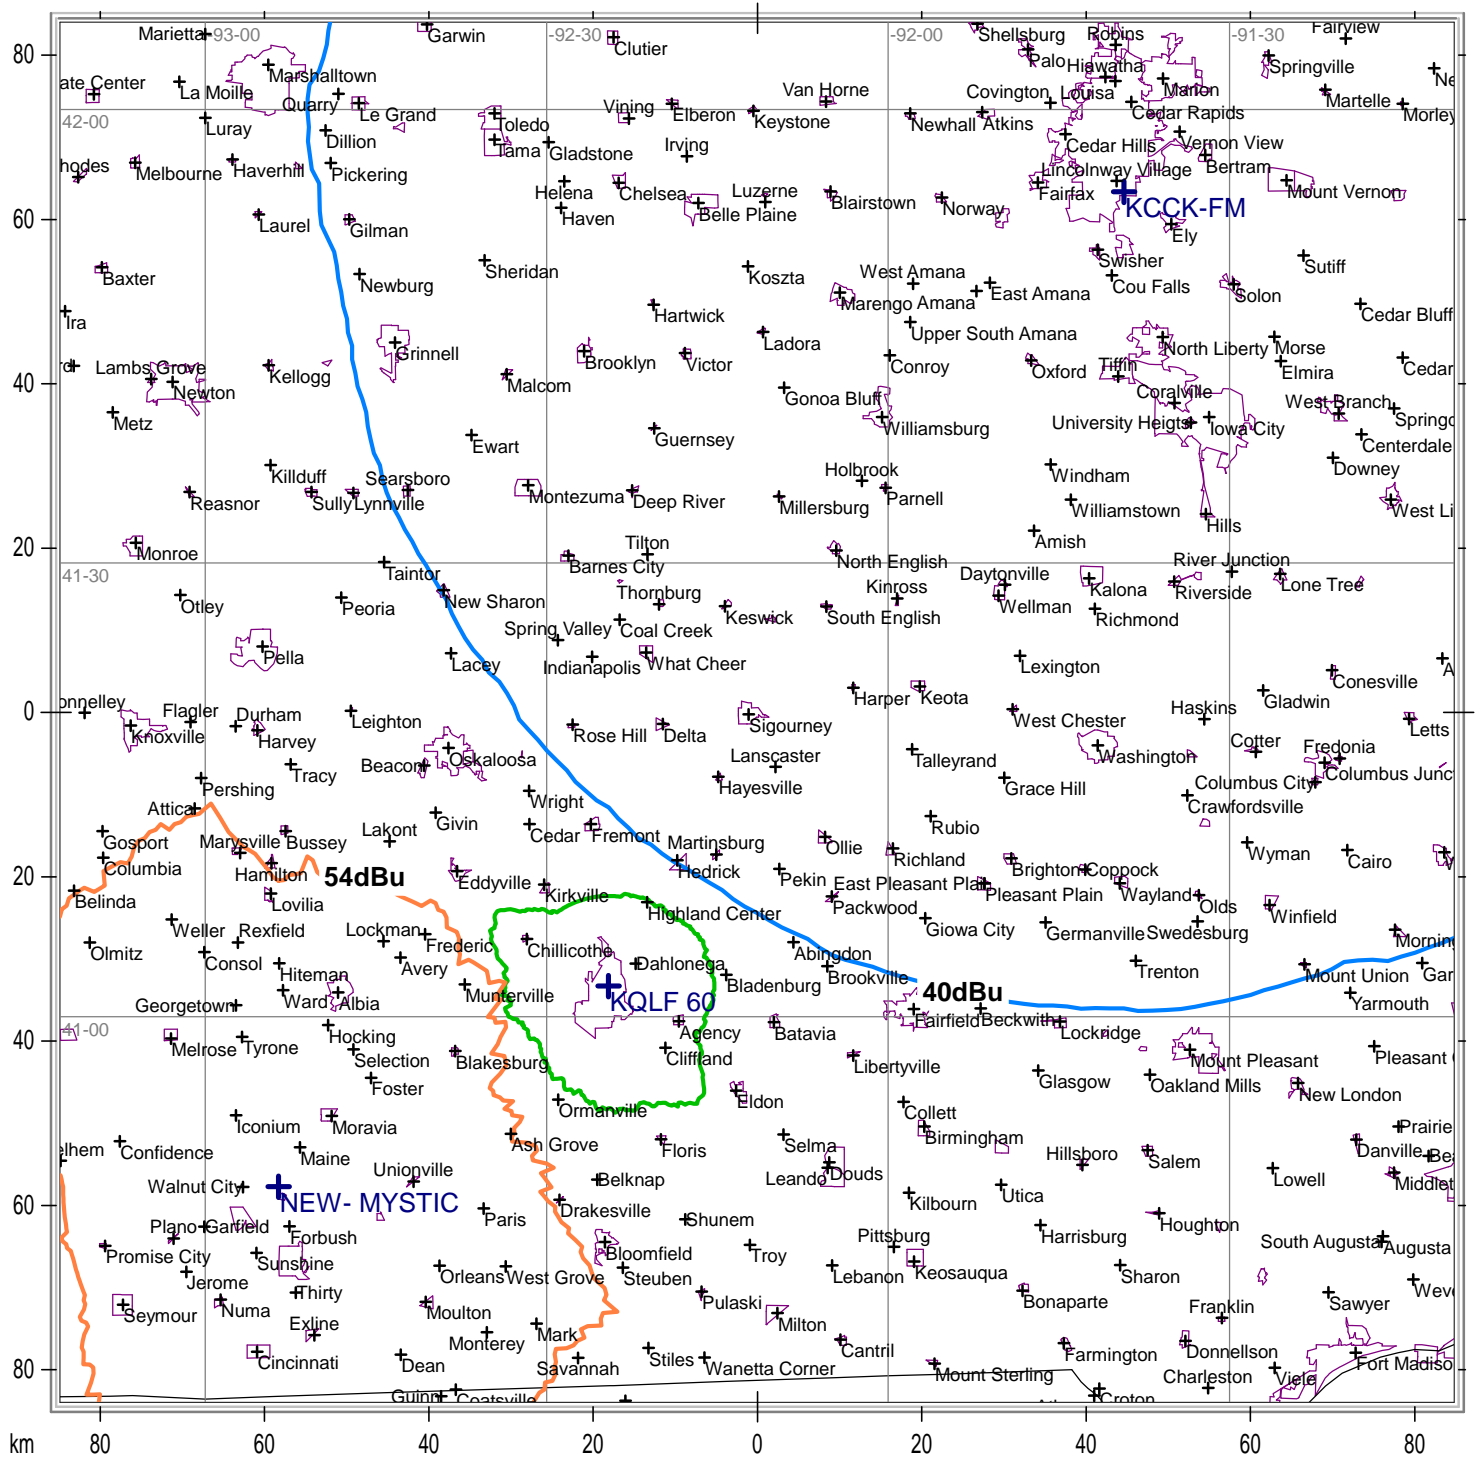 Marietta -93-00 Garwin -92-30 Clutier -92-00 Shellsburg Robins -91-30 Fairview
80
Palo Hiawatha Springville
Marshalltown
ate Center La Moille Quarry Le Grand Vining Elberon Van Horne Covington Louisa Marion Martelle Ne
42-00 Luray Dillion Toledo Keystone Newhall Atkins Cedar Rapids Morley
Tama Gladstone Irving Cedar Hills Vernon View
hodes Melbourne Haverhill Pickering Bertram
Helena Chelsea Luzerne Lincolnway Village
Haven Belle Plaine Blairstown Norway Fairfax Mount Vernon
60 Laurel Gilman KCCK-FM
Ely
Baxter Newburg Sheridan Koszta West Amana Swisher Sutiff
Marengo Amana East Amana Cou Falls Solon
Ira Hartwick Cedar Bluff
Ladora Upper South Amana
Grinnell Brooklyn Victor Conroy Oxford Tiffin North Liberty Morse
Lambs Grove Kellogg Malcom Elmira Cedar
40 Newton Gonoa Bluff Coralville West Branch
Metz Williamsburg University Heigts Iowa City Springd
Ewart Guernsey Centerdale
Killduff Searsboro Holbrook Windham Downey
Reasnor Sully Lynnville Montezuma Deep River Millersburg Parnell Williamstown Hills West Li
Amish
20 Monroe Tilton North English River Junction
41-30 Taintor Barnes City Kinross Daytonville Kalona Riverside Lone Tree
Otley Peoria New Sharon Thornburg Keswick South English Wellman Richmond
Spring Valley Coal Creek
Pella Lacey Indianapolis What Cheer Lexington
Harper Keota Conesville A
onnelley Flagler Durham Leighton Gladwin
0 Knoxville Harvey Rose Hill Delta Sigourney West Chester Haskins Letts
Oskaloosa Lanscaster Talleyrand Washington Cotter Fredonia
Beacon
Tracy Hayesville Grace Hill Columbus City Columbus Junc
Pershing Wright Crawfordsville
Attica Givin Cedar Fremont Rubio
Gosport Marysville Bussey Lakont Martinsburg Ollie Richland Wyman Cairo
Columbia Hamilton 54dBu Eddyville Hedrick Pekin East Pleasant Plain Brighton Coppock
20 Belinda Lovilia Kirkville Highland Center Packwood Pleasant Plain Wayland Olds Winfield
Weller Rexfield Lockman Frederic Chillicothe Giowa City Germanville Swedesburg Morning
Olmitz Consol Hiteman Avery Dahlonega Abingdon Trenton Mount Union Gar
Georgetown Ward Albia Munterville KQLF 60 Bladenburg Brookville 40dBu Yarmouth
41-00 Hocking Agency Batavia Fairfield Beckwith Lockridge
40 Melrose Tyrone Selection Blakesburg Cliffland Libertyville Mount Pleasant Pleasant
Foster Eldon Glasgow Oakland Mills New London
Iconium Moravia Ormanville Collett Prairie
Confidence Maine Ash Grove Floris Selma Birmingham Danville Be
elhem Unionville Leando Douds Hillsboro Salem
Walnut City NEW- MYSTIC Belknap Kilbourn Utica Lowell Middlet
60 Plano Garfield Forbush Paris Drakesville Shunem Pittsburg Houghton
Promise City Sunshine Bloomfield Troy Harrisburg South Augusta Augusta
Jerome Thirty Orleans West Grove Steuben Lebanon Keosauqua Sharon
Seymour Numa Exline Moulton Pulaski Milton Bonaparte Franklin Sawyer Weve
Monterey Mark
Cincinnati Dean Savannah Stiles Wanetta Corner Cantril Mount Sterling Farmington Donnellson Fort Madiso
80 Charleston Viele
Guinn Coatsville Croton
km 80 60 40 20 0 20 40 60 80